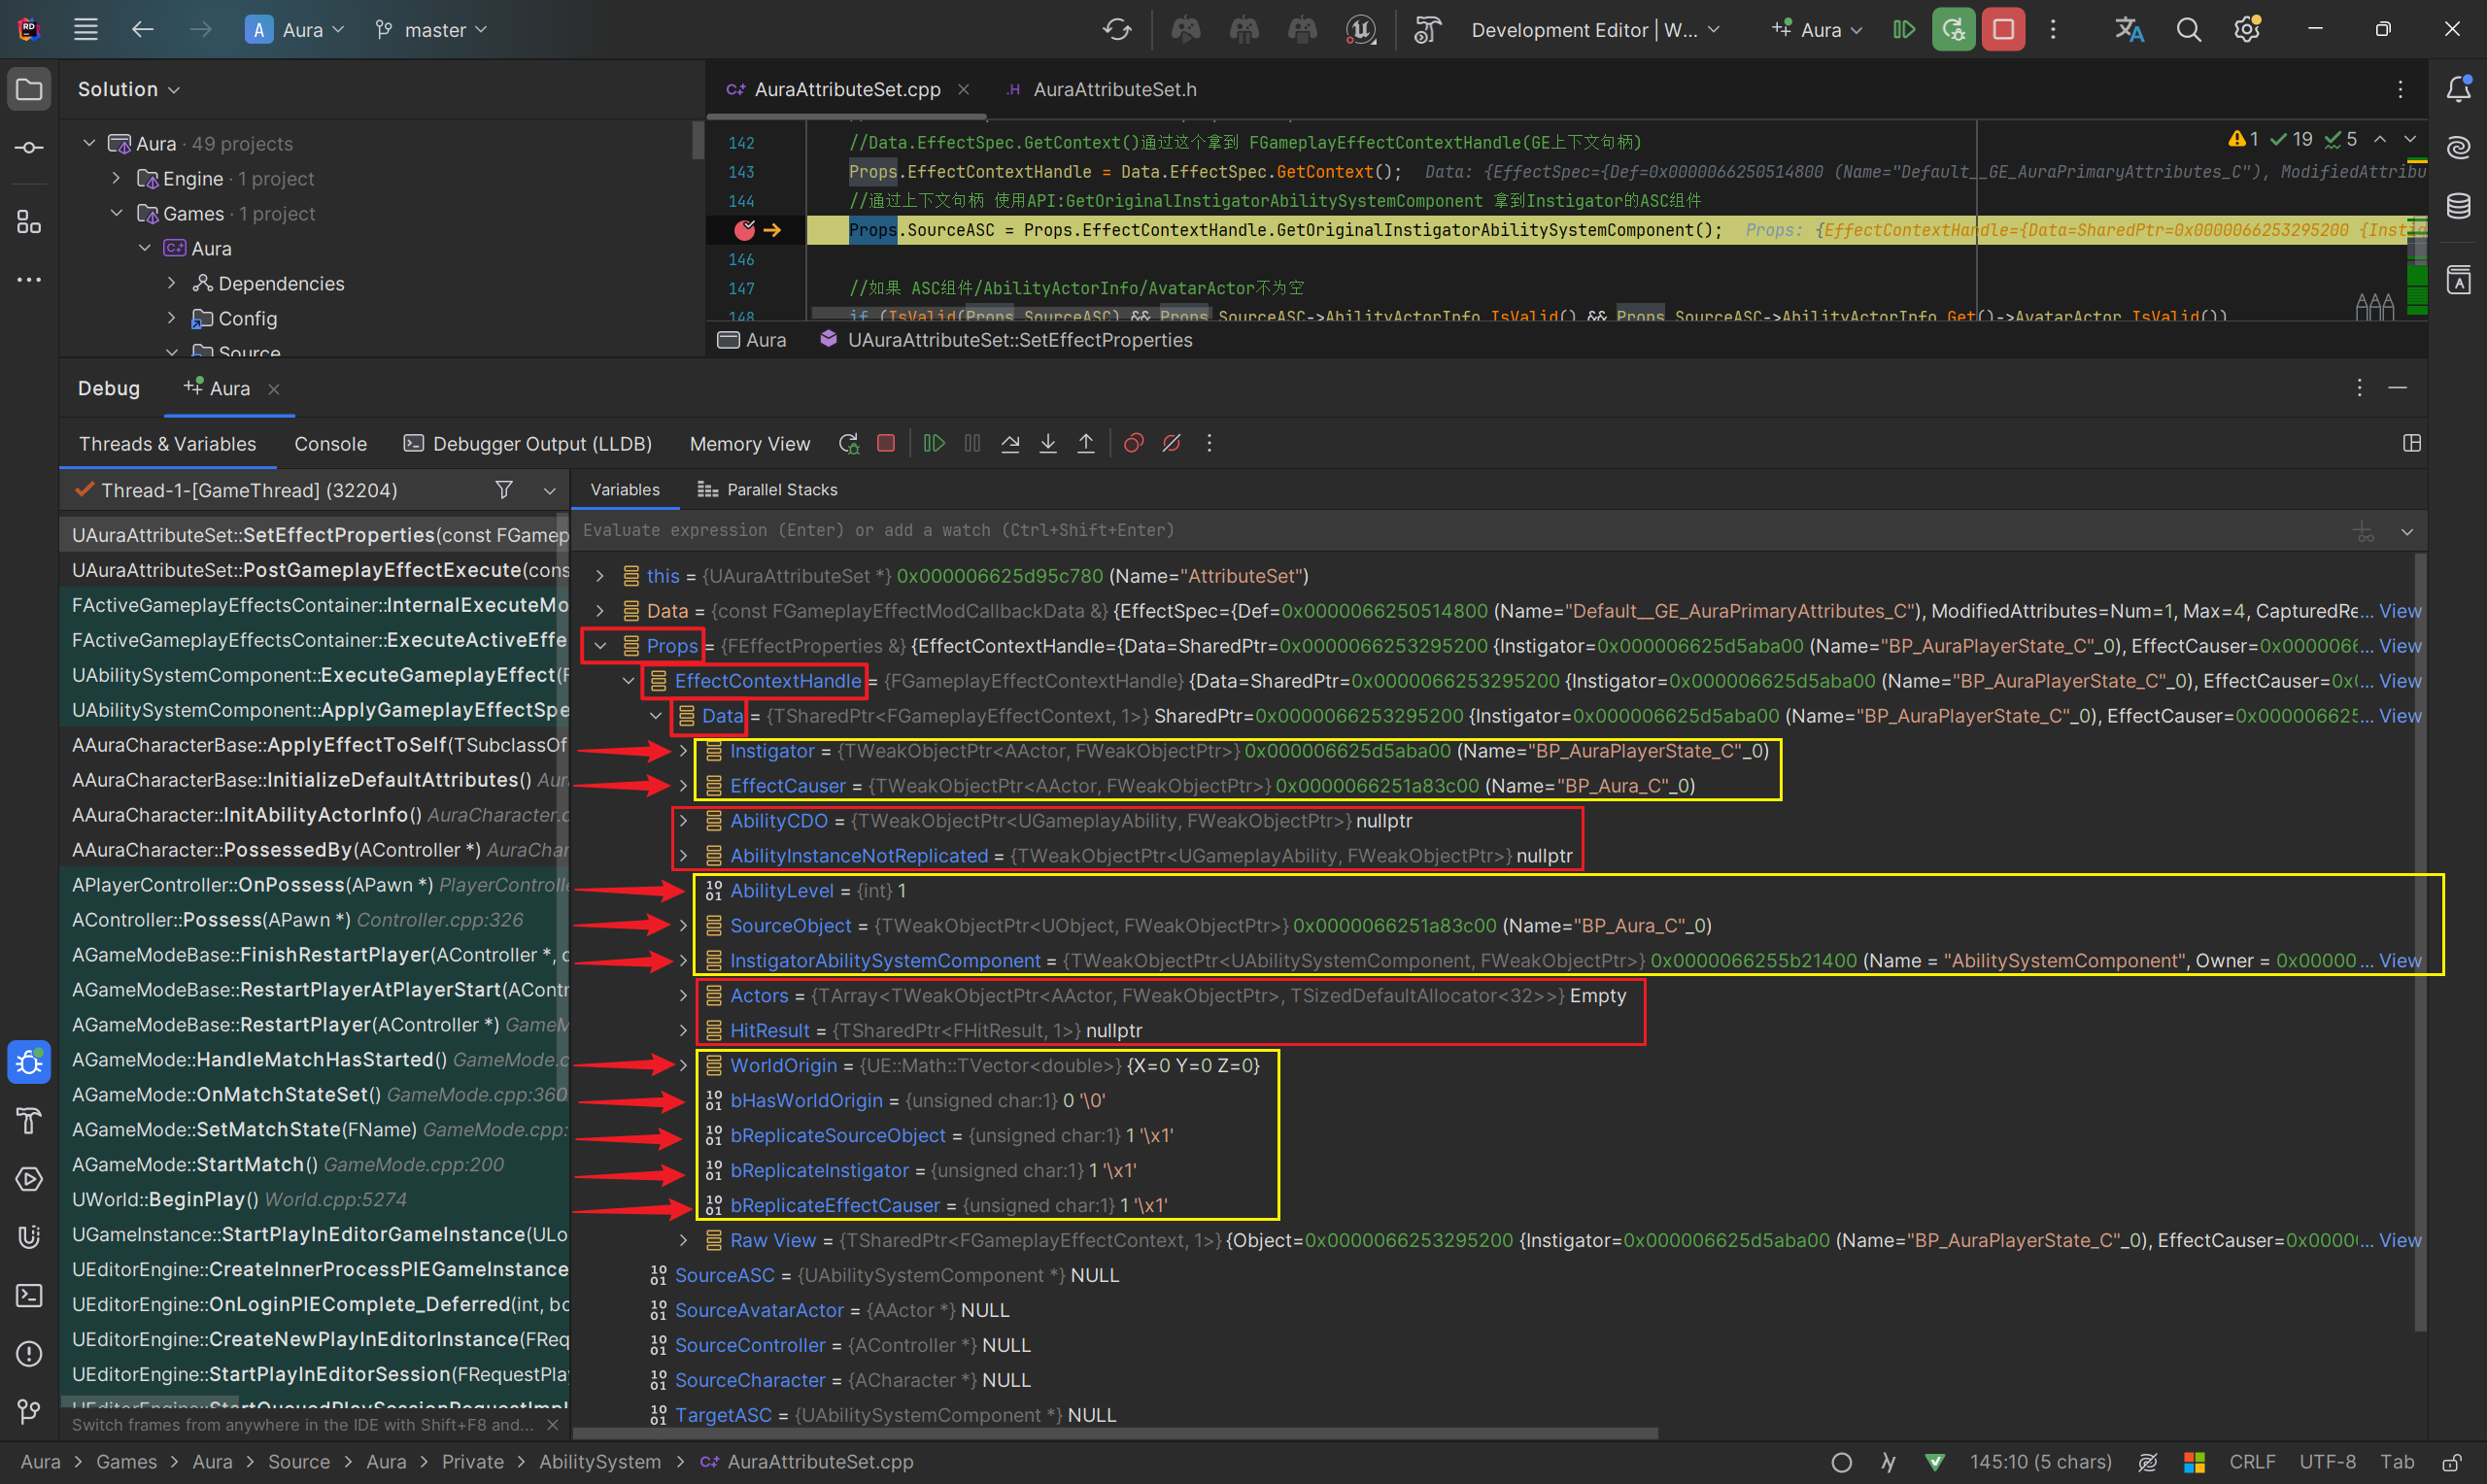 Aura
master
Development Editor | W...
Aura
Solution
AuraAttributeSet.cpp
AuraAttributeSet.h
Aura · 49 projects
Engine · 1 project
Games · 1 project
Aura
Dependencies
Config
Source
142 //Data.EffectSpec.GetContext()通过这个拿到 FGameplayEffectContextHandle(GE上下文句柄)
143 Props.EffectContextHandle = Data.EffectSpec.GetContext(); Data: {EffectSpec={Def=0x0000066250514800 (Name="Default__GE_AuraPrimaryAttributes_C"), ModifiedAttribu
144 //通过上下文句柄 使用API:GetOriginalInstigatorAbilitySystemComponent 拿到Instigator的ASC组件
Props.SourceASC = Props.EffectContextHandle.GetOriginalInstigatorAbilitySystemComponent(); Props: {EffectContextHandle={Data=SharedPtr=0x0000066253295200 {Instig
146
147 //如果 ASC组件/AbilityActorInfo/AvatarActor不为空
148 if (IsValid(Props.SourceASC) && Props.SourceASC->AbilityActorInfo.IsValid() && Props.SourceASC->AbilityActorInfo.Get()->AvatarActor.IsValid())
1 19 5
Aura UAuraAttributeSet::SetEffectProperties
Debug Aura
Threads & Variables Console Debugger Output (LLDB) Memory View
Thread-1-[GameThread] (32204)
UAuraAttributeSet::SetEffectProperties(const FGamep
UAuraAttributeSet::PostGameplayEffectExecute(cons
FActiveGameplayEffectsContainer::InternalExecuteMo
FActiveGameplayEffectsContainer::ExecuteActiveEffe
UAbilitySystemComponent::ExecuteGameplayEffect(F
UAbilitySystemComponent::ApplyGameplayEffectSpe
AAuraCharacterBase::ApplyEffectToSelf(TSubclassOf
AAuraCharacterBase::InitializeDefaultAttributes() Aur
AAuraCharacter::InitAbilityActorInfo() AuraCharacter.c
AAuraCharacter::PossessedBy(AController *) AuraChar
APlayerController::OnPossess(APawn *) PlayerControlle
AController::Possess(APawn *) Controller.cpp:326
AGameModeBase::FinishRestartPlayer(AController *, c
AGameModeBase::RestartPlayerAtPlayerStart(AContr
AGameModeBase::RestartPlayer(AController *) GameM
AGameMode::HandleMatchHasStarted() GameMode.c
AGameMode::OnMatchStateSet() GameMode.cpp:360
AGameMode::SetMatchState(FName) GameMode.cpp:
AGameMode::StartMatch() GameMode.cpp:200
UWorld::BeginPlay() World.cpp:5274
UGameInstance::StartPlayInEditorGameInstance(ULo
UEditorEngine::CreateInnerProcessPIEGameInstance
UEditorEngine::OnLoginPIEComplete_Deferred(int, bo
UEditorEngine::CreateNewPlayInEditorInstance(FReq
UEditorEngine::StartPlayInEditorSession(FRequestPla
UEditorEngine::StartQueuedPlaySessionRequestImpl
Switch frames from anywhere in the IDE with Shift+F8 and...
Variables Parallel Stacks
Evaluate expression (Enter) or add a watch (Ctrl+Shift+Enter)
this = {UAuraAttributeSet *} 0x000006625d95c780 (Name="AttributeSet")
Data = {const FGameplayEffectModCallbackData &} {EffectSpec={Def=0x0000066250514800 (Name="Default__GE_AuraPrimaryAttributes_C"), ModifiedAttributes=Num=1, Max=4, CapturedRe... View
Props = {FEffectProperties &} {EffectContextHandle={Data=SharedPtr=0x0000066253295200 {Instigator=0x000006625d5aba00 (Name="BP_AuraPlayerState_C"_0), EffectCauser=0x0000066... View
EffectContextHandle = {FGameplayEffectContextHandle} {Data=SharedPtr=0x0000066253295200 {Instigator=0x000006625d5aba00 (Name="BP_AuraPlayerState_C"_0), EffectCauser=0x0... View
Data = {TSharedPtr<FGameplayEffectContext, 1>} SharedPtr=0x0000066253295200 {Instigator=0x000006625d5aba00 (Name="BP_AuraPlayerState_C"_0), EffectCauser=0x000006625... View
Instigator = {TWeakObjectPtr<AActor, FWeakObjectPtr>} 0x000006625d5aba00 (Name="BP_AuraPlayerState_C"_0)
EffectCauser = {TWeakObjectPtr<AActor, FWeakObjectPtr>} 0x0000066251a83c00 (Name="BP_Aura_C"_0)
AbilityCDO = {TWeakObjectPtr<UGameplayAbility, FWeakObjectPtr>} nullptr
AbilityInstanceNotReplicated = {TWeakObjectPtr<UGameplayAbility, FWeakObjectPtr>} nullptr
AbilityLevel = {int} 1
SourceObject = {TWeakObjectPtr<UObject, FWeakObjectPtr>} 0x0000066251a83c00 (Name="BP_Aura_C"_0)
InstigatorAbilitySystemComponent = {TWeakObjectPtr<UAbilitySystemComponent, FWeakObjectPtr>} 0x0000066255b21400 (Name = "AbilitySystemComponent", Owner = 0x00000 ... View
Actors = {TArray<TWeakObjectPtr<AActor, FWeakObjectPtr>, TSizedDefaultAllocator<32>>} Empty
HitResult = {TSharedPtr<FHitResult, 1>} nullptr
WorldOrigin = {UE::Math::TVector<double>} {X=0 Y=0 Z=0}
bHasWorldOrigin = {unsigned char:1} 0 '\0'
bReplicateSourceObject = {unsigned char:1} 1 '\x1'
bReplicateInstigator = {unsigned char:1} 1 '\x1'
bReplicateEffectCauser = {unsigned char:1} 1 '\x1'
Raw View = {TSharedPtr<FGameplayEffectContext, 1>} {Object=0x0000066253295200 {Instigator=0x000006625d5aba00 (Name="BP_AuraPlayerState_C"_0), EffectCauser=0x0000... View
SourceASC = {UAbilitySystemComponent *} NULL
SourceAvatarActor = {AActor *} NULL
SourceController = {AController *} NULL
SourceCharacter = {ACharacter *} NULL
TargetASC = {UAbilitySystemComponent *} NULL
Aura > Games > Aura > Source > Aura > Private > AbilitySystem > AuraAttributeSet.cpp
145:10 (5 chars) CRLF UTF-8 Tab